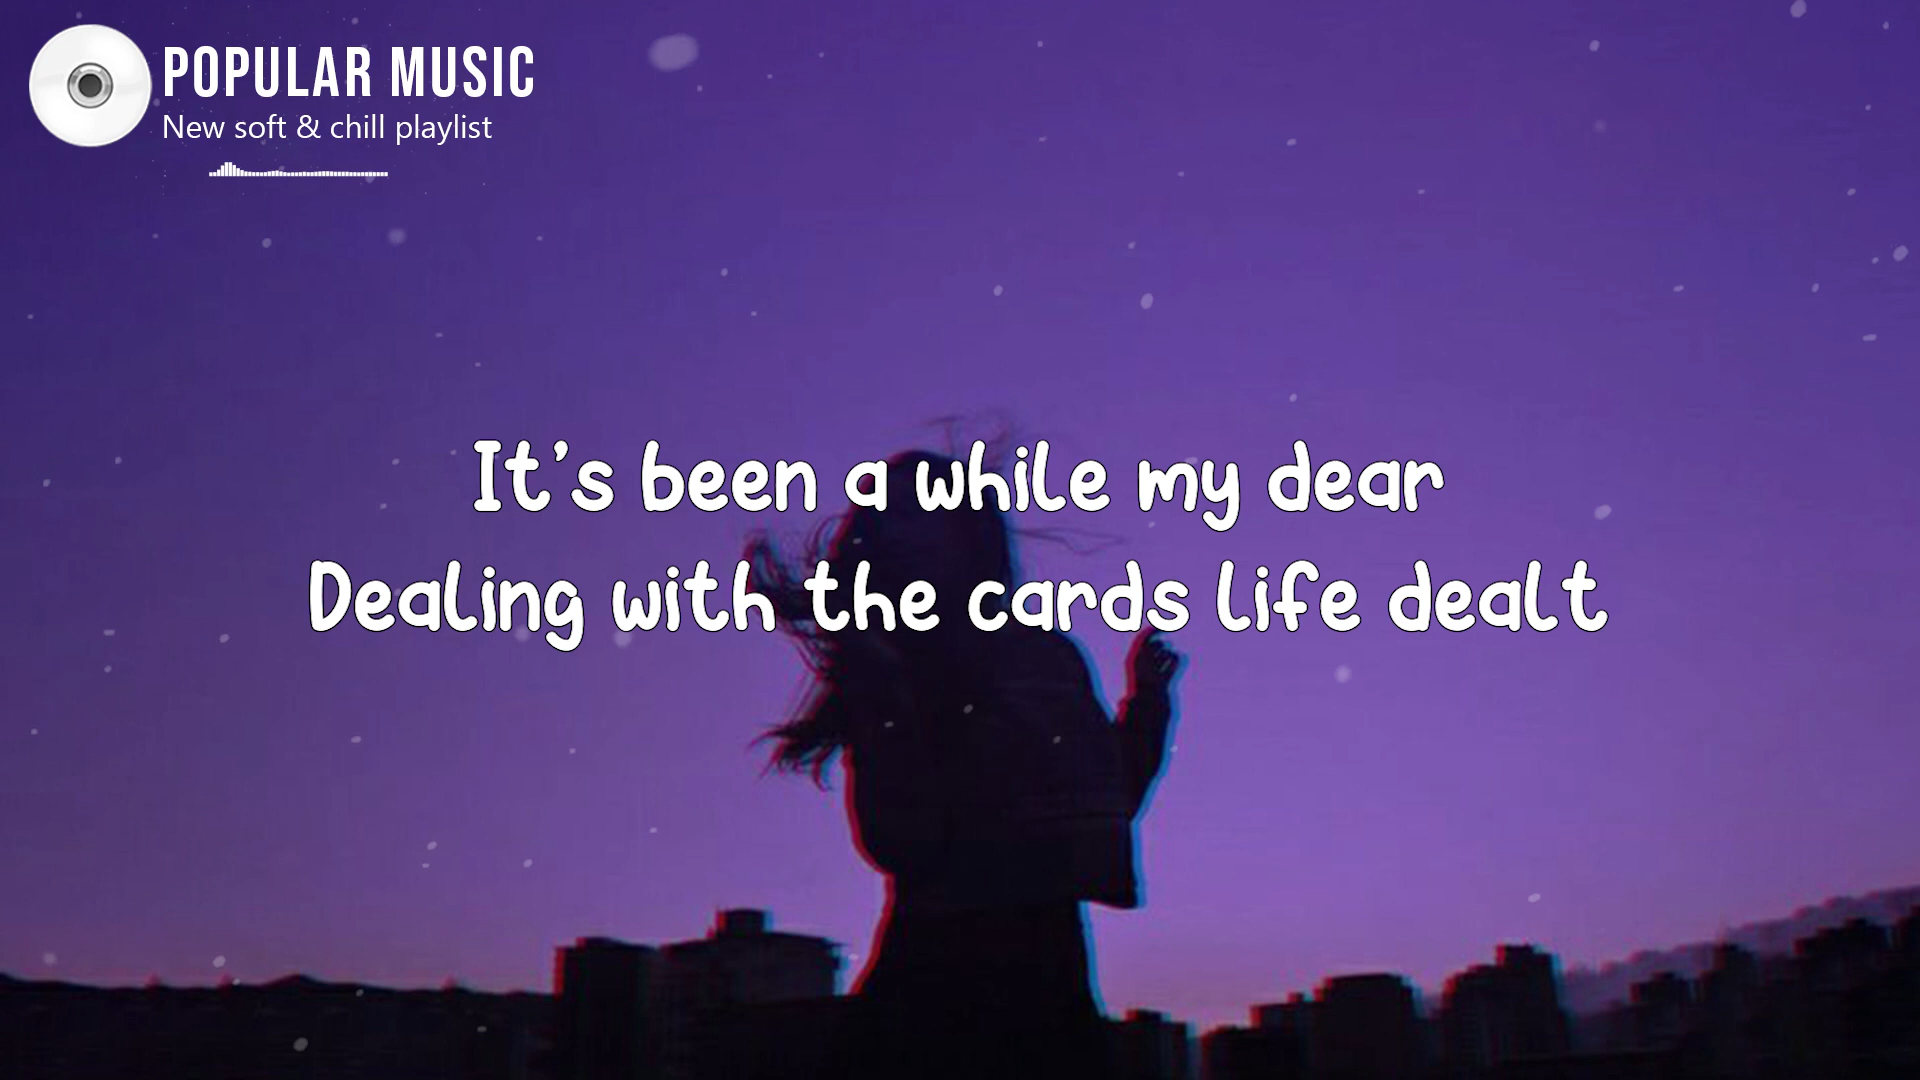 POPULAR MUSIC
New soft & chill playlist
It's been a while my dear
Dealing with the cards life dealt